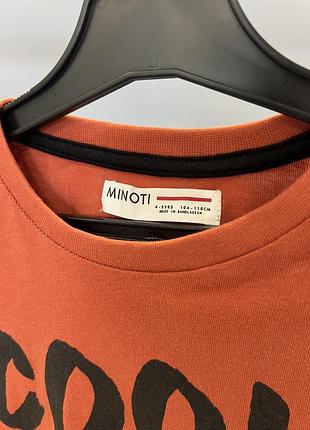 MINOTI
4-5YRS 104-110CM
MADE IN BANGLADESH
COOL